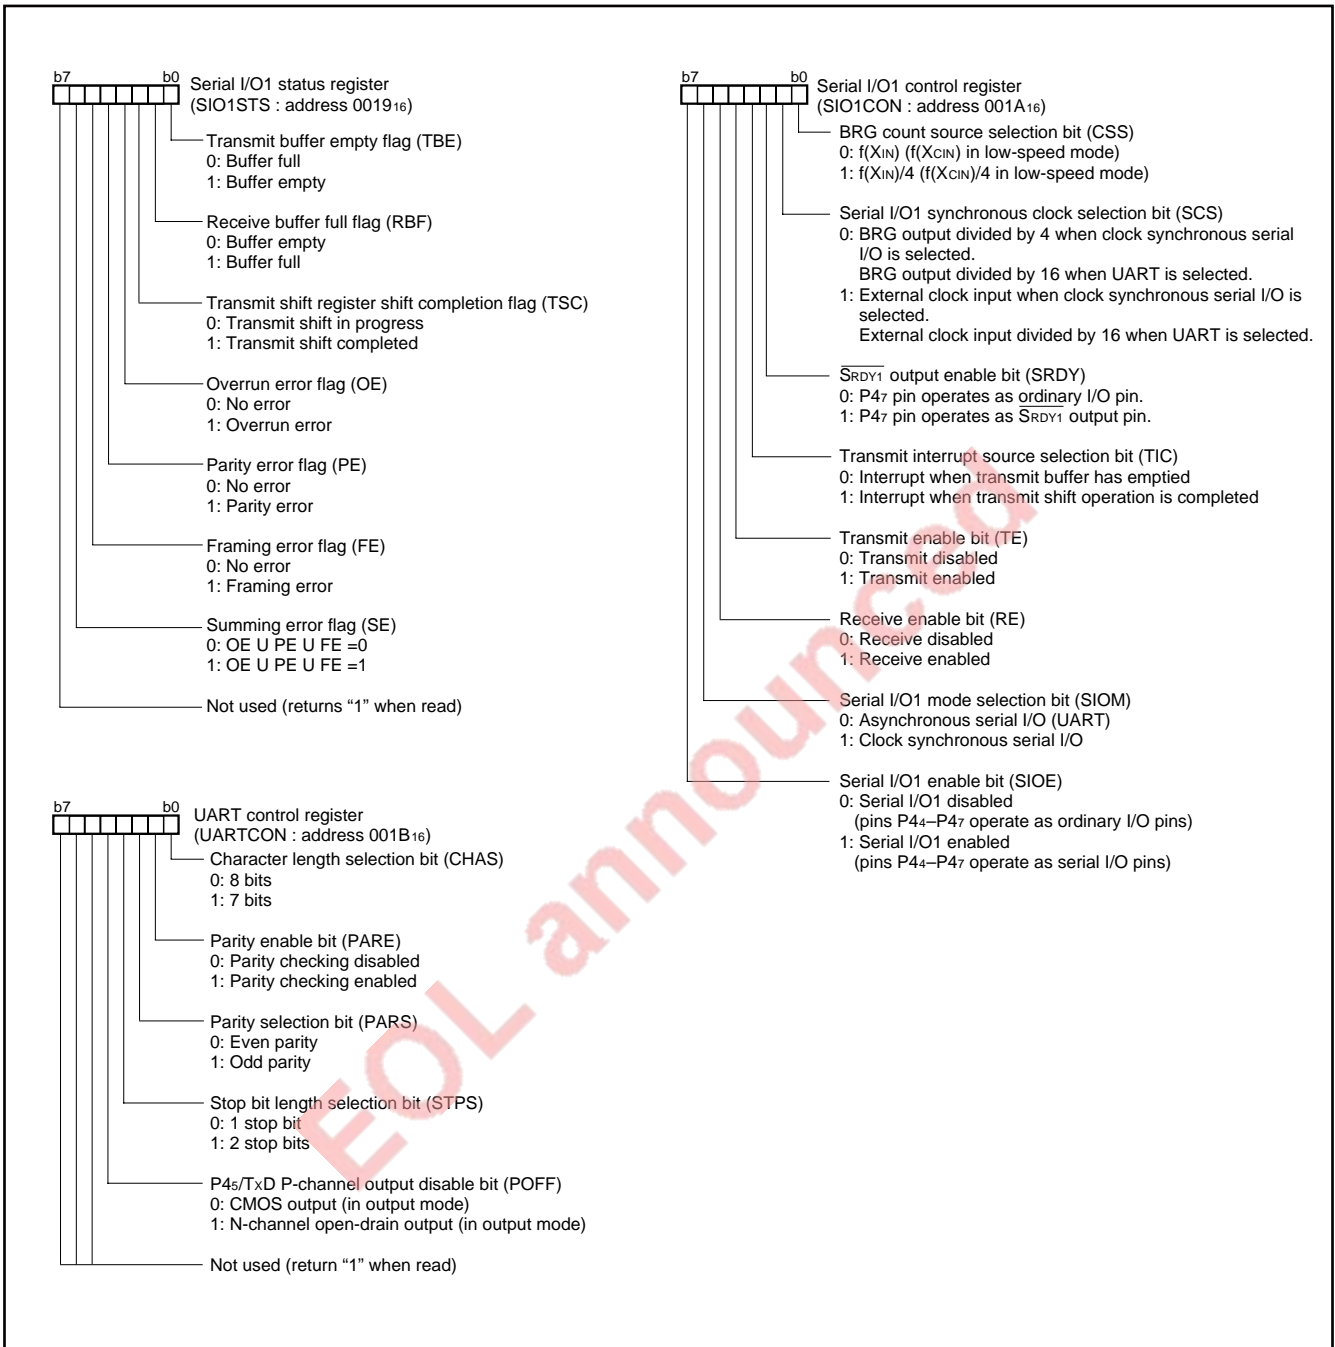 b7 b0 Serial I/O1 status register
(SIO1STS : address 0019₁₆)
Transmit buffer empty flag (TBE)
0: Buffer full
1: Buffer empty
Receive buffer full flag (RBF)
0: Buffer empty
1: Buffer full
Transmit shift register shift completion flag (TSC)
0: Transmit shift in progress
1: Transmit shift completed
Overrun error flag (OE)
0: No error
1: Overrun error
Parity error flag (PE)
0: No error
1: Parity error
Framing error flag (FE)
0: No error
1: Framing error
Summing error flag (SE)
0: OE U PE U FE =0
1: OE U PE U FE =1
Not used (returns “1” when read)
b7 b0 UART control register
(UARTCON : address 001B₁₆)
Character length selection bit (CHAS)
0: 8 bits
1: 7 bits
Parity enable bit (PARE)
0: Parity checking disabled
1: Parity checking enabled
Parity selection bit (PARS)
0: Even parity
1: Odd parity
Stop bit length selection bit (STPS)
0: 1 stop bit
1: 2 stop bits
P45/TXD P-channel output disable bit (POFF)
0: CMOS output (in output mode)
1: N-channel open-drain output (in output mode)
Not used (return “1” when read)
b7 b0 Serial I/O1 control register
(SIO1CON : address 001A₁₆)
BRG count source selection bit (CSS)
0: f(XIN) (f(XCIN) in low-speed mode)
1: f(XIN)/4 (f(XCIN)/4 in low-speed mode)
Serial I/O1 synchronous clock selection bit (SCS)
0: BRG output divided by 4 when clock synchronous serial
I/O is selected.
BRG output divided by 16 when UART is selected.
1: External clock input when clock synchronous serial I/O is
selected.
External clock input divided by 16 when UART is selected.
SRDY1 output enable bit (SRDY)
0: P47 pin operates as ordinary I/O pin.
1: P47 pin operates as SRDY1 output pin.
Transmit interrupt source selection bit (TIC)
0: Interrupt when transmit buffer has emptied
1: Interrupt when transmit shift operation is completed
Transmit enable bit (TE)
0: Transmit disabled
1: Transmit enabled
Receive enable bit (RE)
0: Receive disabled
1: Receive enabled
Serial I/O1 mode selection bit (SIOM)
0: Asynchronous serial I/O (UART)
1: Clock synchronous serial I/O
Serial I/O1 enable bit (SIOE)
0: Serial I/O1 disabled
(pins P44–P47 operate as ordinary I/O pins)
1: Serial I/O1 enabled
(pins P44–P47 operate as serial I/O pins)
EOL announced